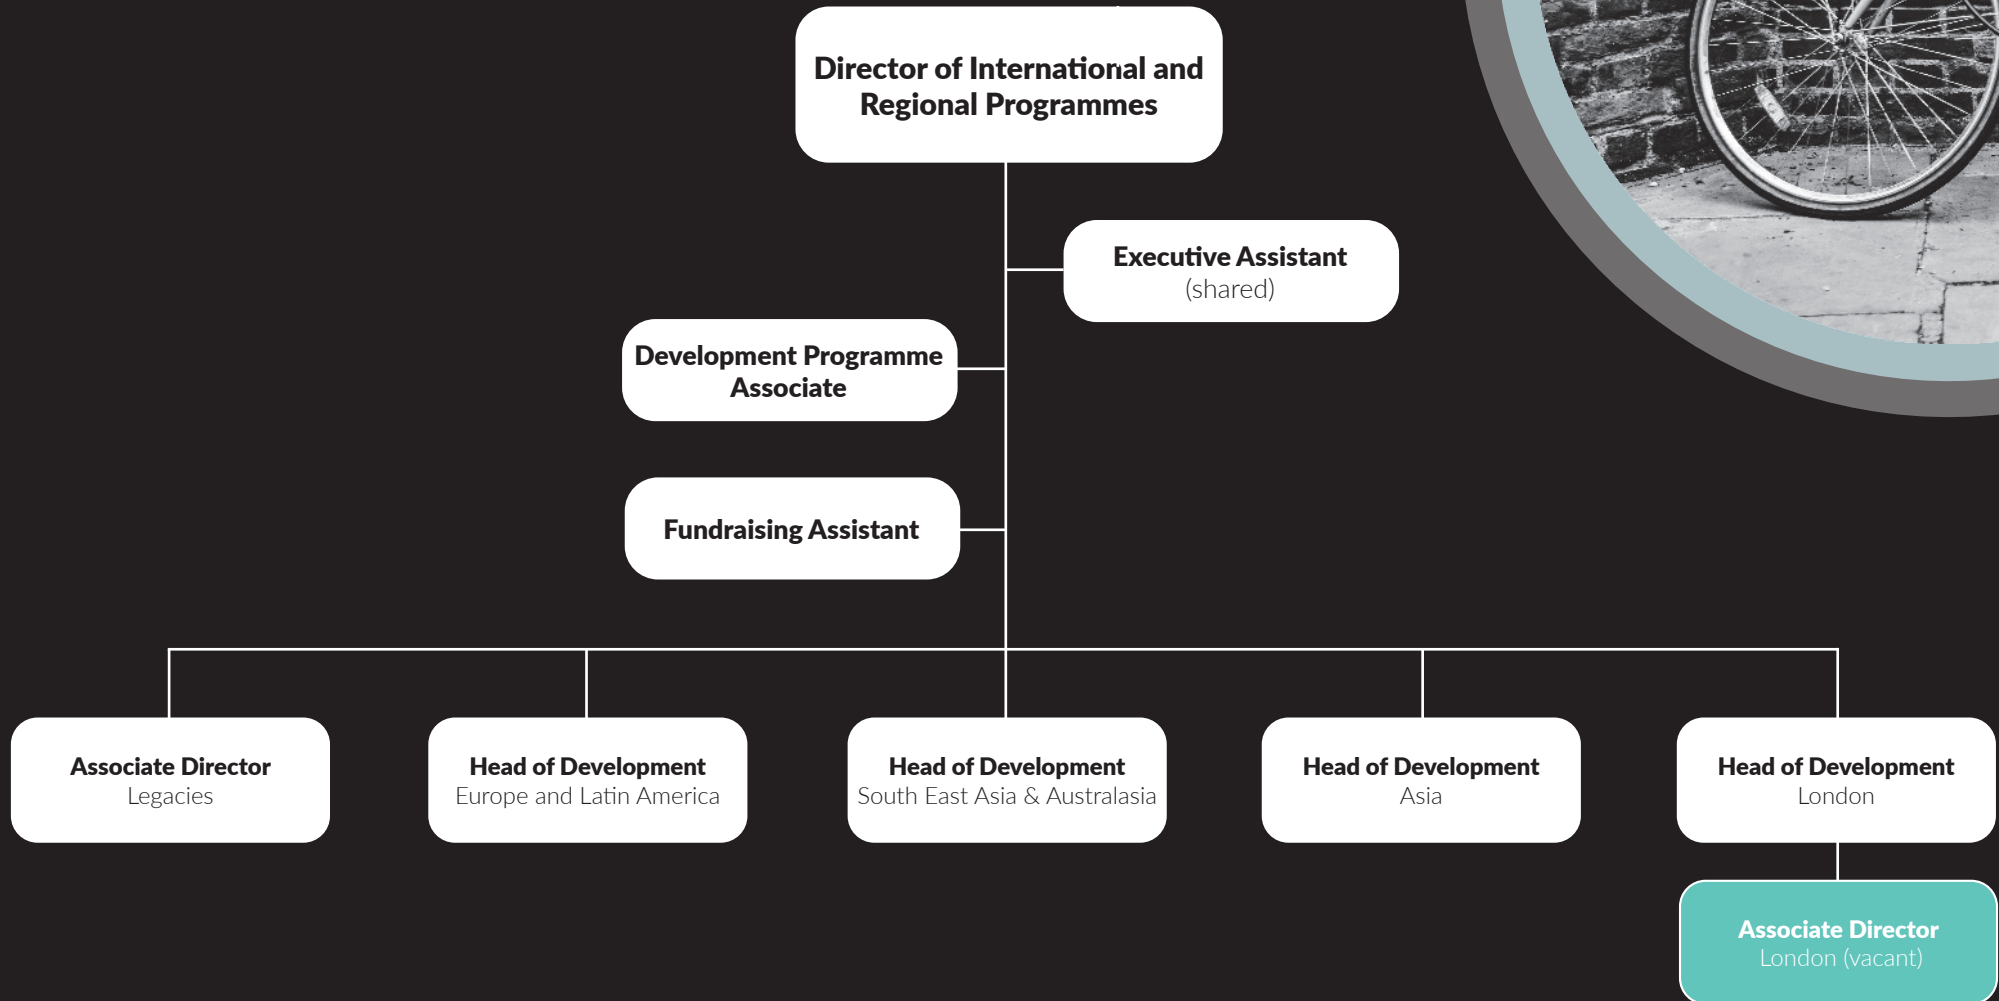 Director of International and
Regional Programmes
Executive Assistant
(shared)
Development Programme
Associate
Fundraising Assistant
Associate Director
Legacies
Head of Development
Europe and Latin America
Head of Development
South East Asia & Australasia
Head of Development
Asia
Head of Development
London
Associate Director
London (vacant)